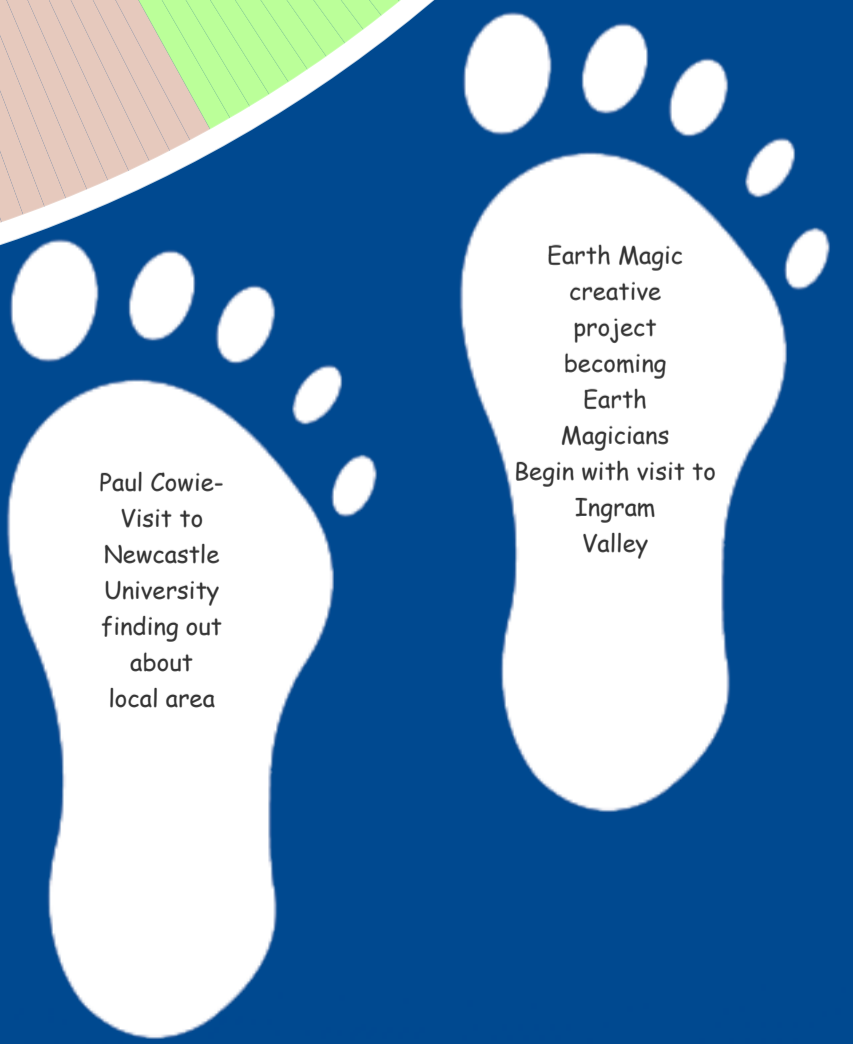 Paul Cowie-
Visit to
Newcastle
University
finding out
about
local area
Earth Magic
creative
project
becoming
Earth
Magicians
Begin with visit to
Ingram
Valley